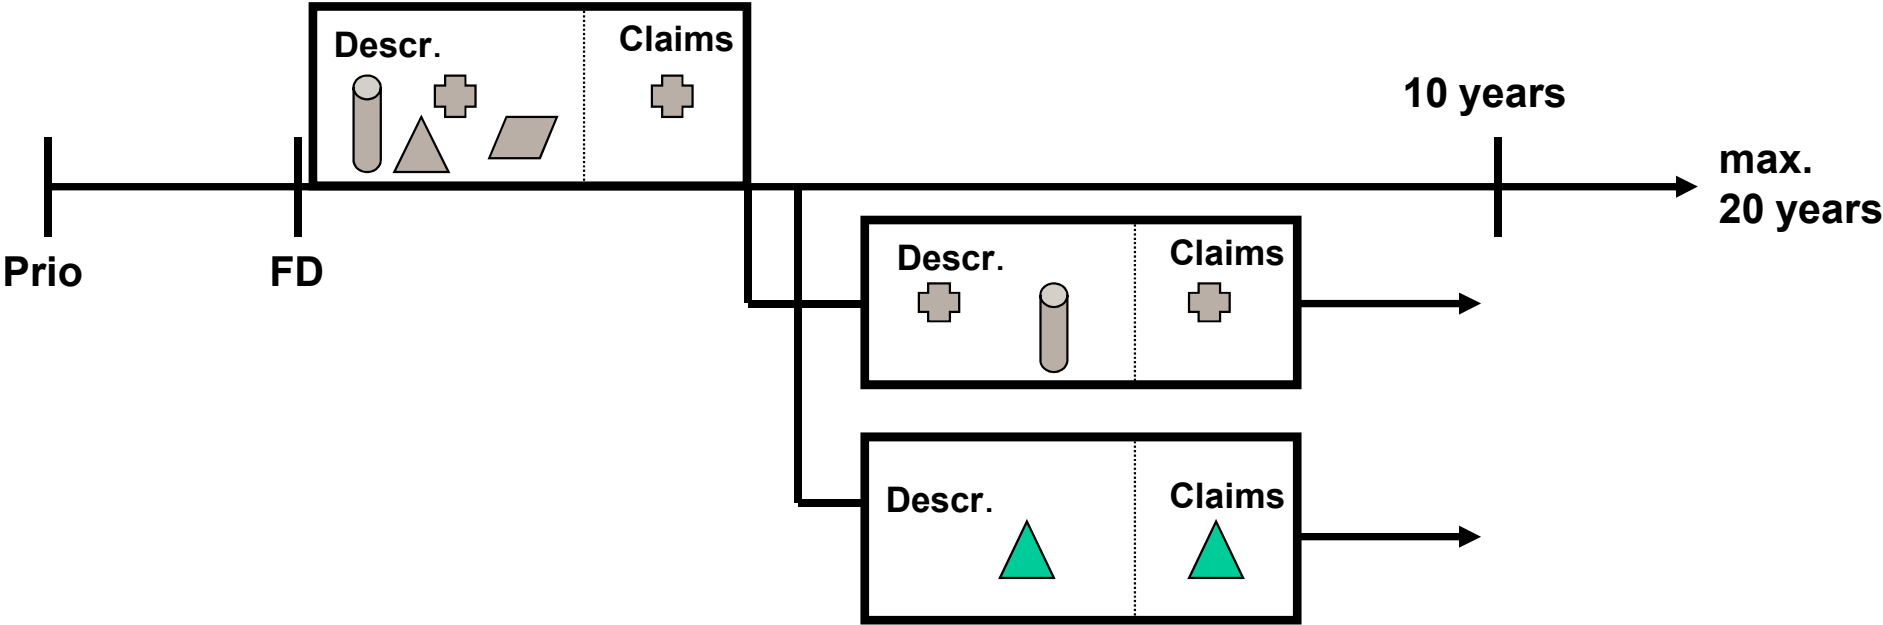 Descr.
Claims
10 years
max.
20 years
Prio
FD
Descr.
Claims
Descr.
Claims